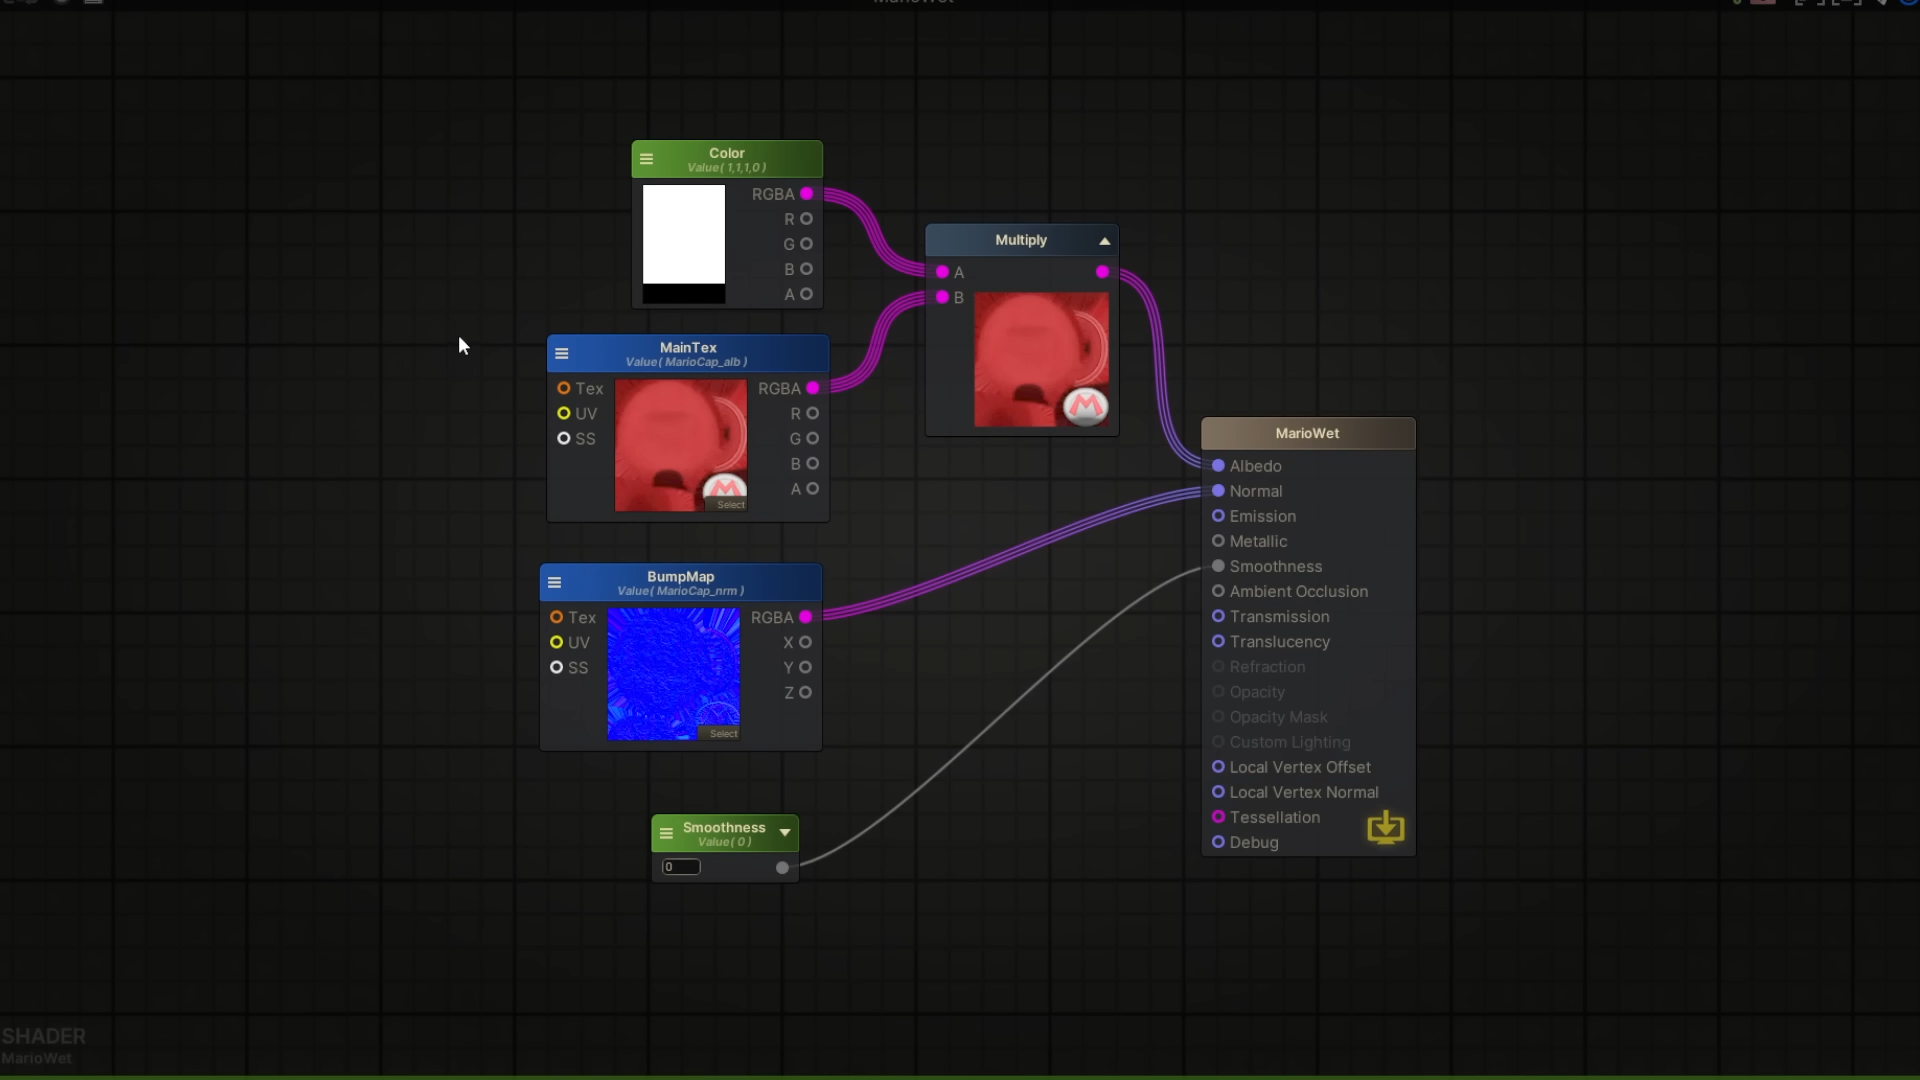 MarioWet
Color
Value( 1,1,1,0 )
RGBA
R
G
B
A
Multiply
A
B
MainTex
Value( MarioCap_alb )
Tex
UV
SS
RGBA
R
G
B
A
Select
BumpMap
Value( MarioCap_nrm )
Tex
UV
SS
RGBA
X
Y
Z
Select
Smoothness
Value( 0 )
0
MarioWet
Albedo
Normal
Emission
Metallic
Smoothness
Ambient Occlusion
Transmission
Translucency
Refraction
Opacity
Opacity Mask
Custom Lighting
Local Vertex Offset
Local Vertex Normal
Tessellation
Debug
SHADER
MarioWet